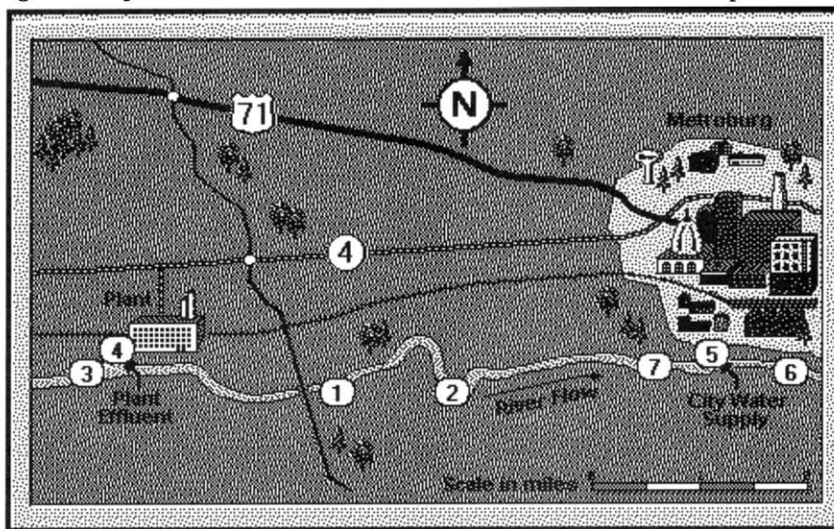 71
N
Metroburg
4
Plant
4
3
Plant
Effluent
1
2
River Flow
7
5
6
City Water
Supply
Scale in miles